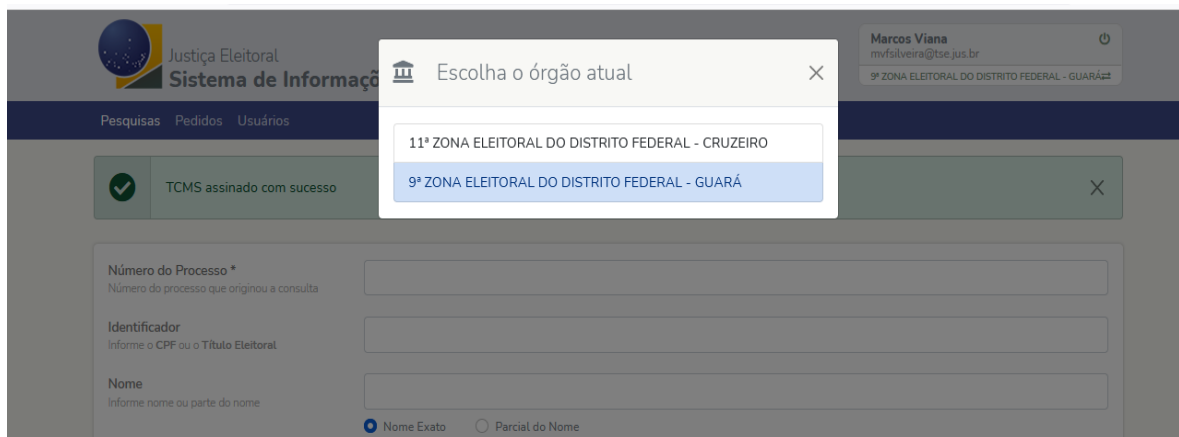 Justiça Eleitoral
Sistema de Informaçõ
Escolha o órgão atual
Marcos Viana
mvfsilveira@tse.jus.br
9ª ZONA ELEITORAL DO DISTRITO FEDERAL - GUARÁ
Pesquisas Pedidos Usuários
11ª ZONA ELEITORAL DO DISTRITO FEDERAL - CRUZEIRO
9ª ZONA ELEITORAL DO DISTRITO FEDERAL - GUARÁ
TCMS assinado com sucesso
Número do Processo *
Número do processo que originou a consulta
Identificador
Informe o CPF ou o Título Eleitoral
Nome
Informe nome ou parte do nome
Nome Exato Parcial do Nome